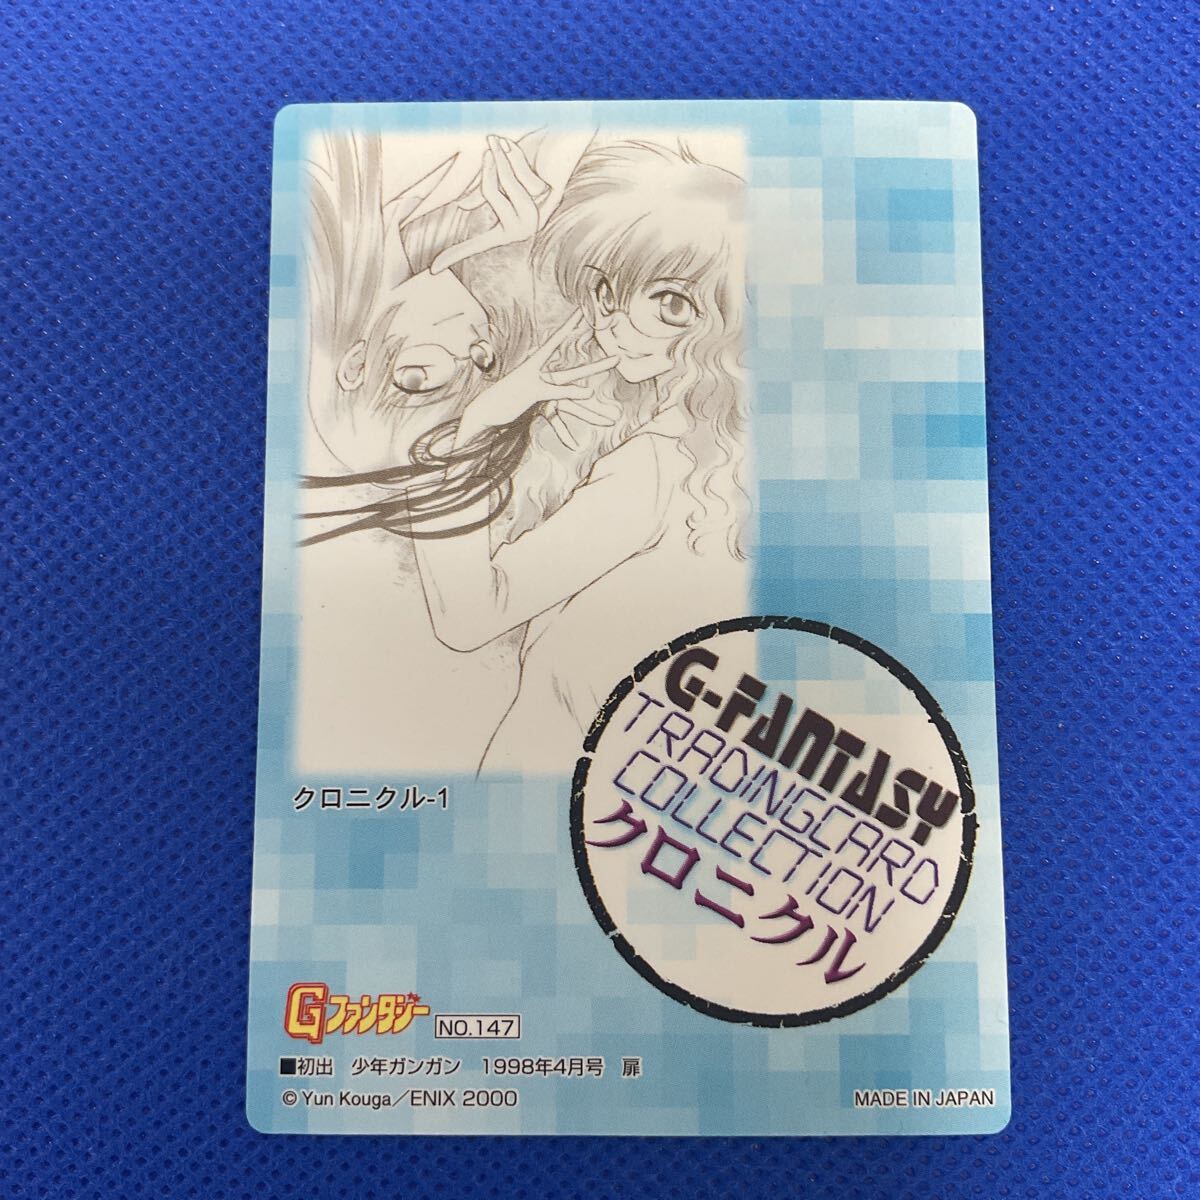 クロニクル-1
G-FANTASY
TRADINGCARD
COLLECTION
クロニクル
Gファンタジー
NO.147
■初出　少年ガンガン　1998年4月号　扉
© Yun Kouga／ENIX 2000
MADE IN JAPAN